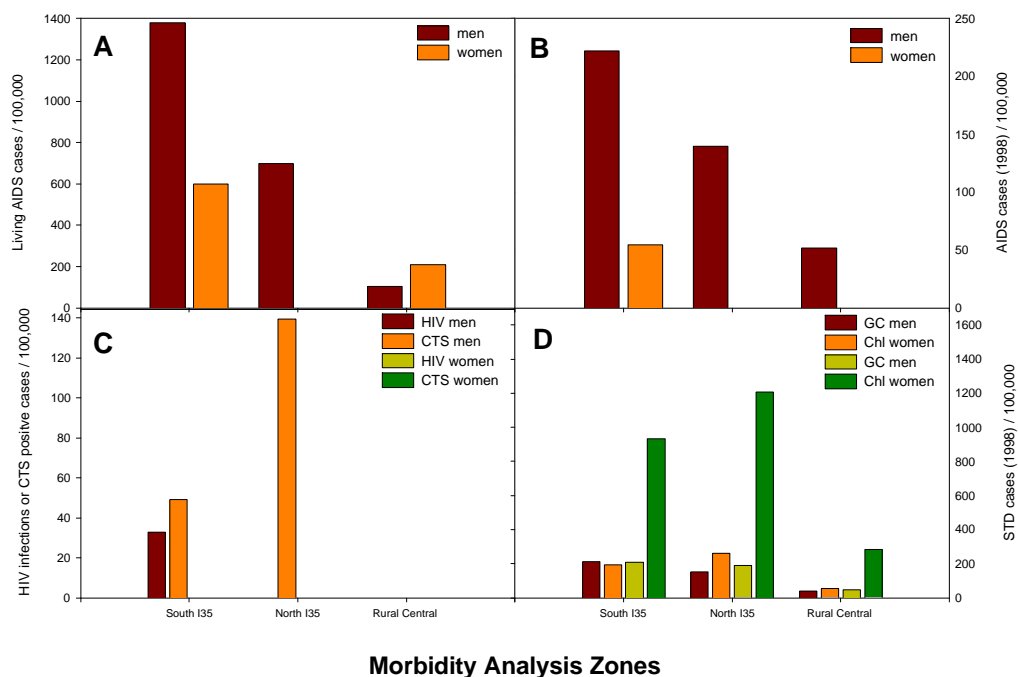 A
men
women
1400
1200
1000
800
600
400
200
0
Living AIDS cases / 100,000
B
men
women
250
200
150
100
50
0
AIDS cases (1998) / 100,000
C
HIV men
CTS men
HIV women
CTS women
140
120
100
80
60
40
20
0
HIV infections or CTS positve cases / 100,000
South I35 North I35 Rural Central
D
GC men
Chl women
GC men
Chl women
1600
1400
1200
1000
800
600
400
200
0
STD cases (1998) / 100,000
South I35 North I35 Rural Central
Morbidity Analysis Zones